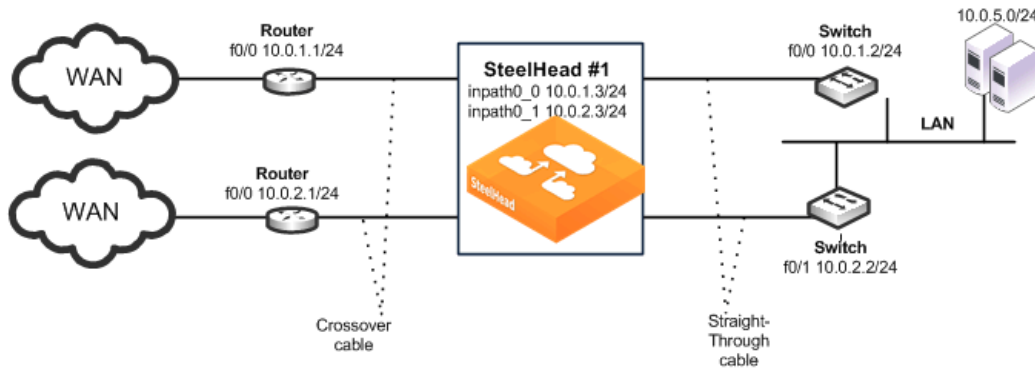 10.0.5.0/24
Router
f0/0 10.0.1.1/24
Switch
f0/0 10.0.1.2/24
WAN
SteelHead #1
inpath0_0 10.0.1.3/24
inpath0_1 10.0.2.3/24
LAN
Router
f0/0 10.0.2.1/24
WAN
SteelHead
Switch
f0/1 10.0.2.2/24
Crossover
cable
Straight-
Through
cable